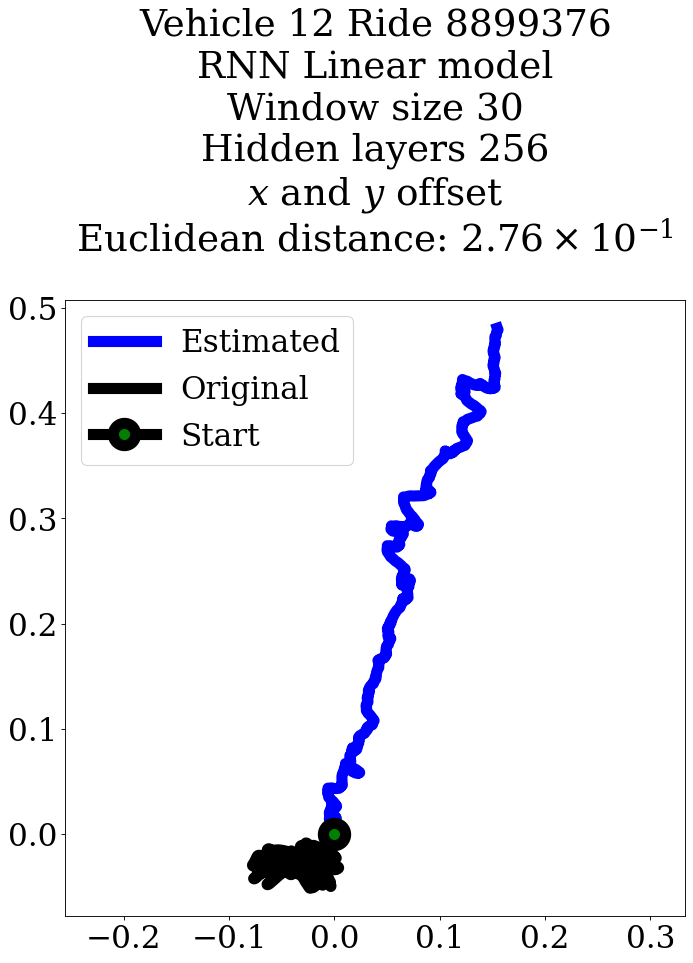 Vehicle 12 Ride 8899376
RNN Linear model
Window size 30
Hidden layers 256
x and y offset
Euclidean distance: 2.76 × 10⁻¹
Estimated
Original
Start
0.5
0.4
0.3
0.2
0.1
0.0
−0.2 −0.1 0.0 0.1 0.2 0.3